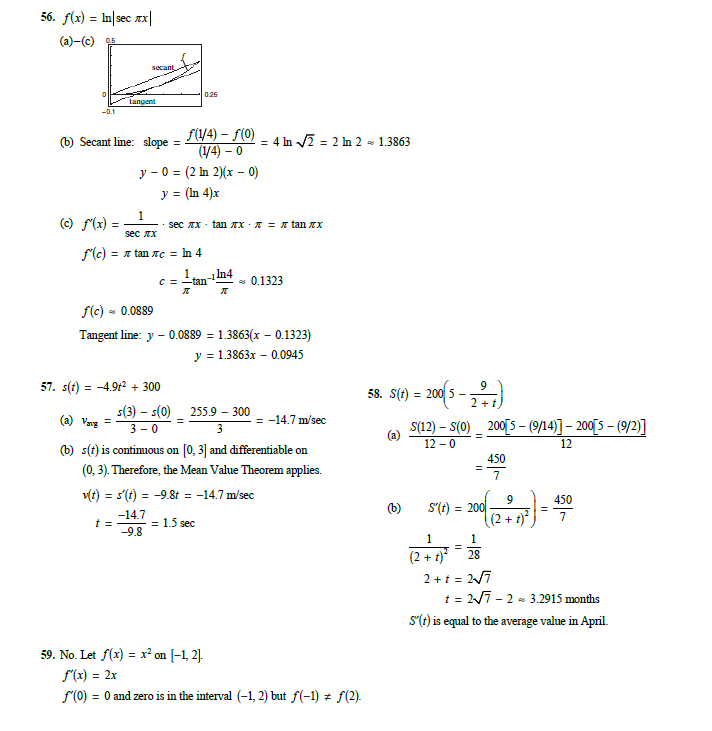 56. f(x) = ln|sec πx|
(a)–(c)
0.5
f
secant
0
0.25
tangent
−0.1
(b) Secant line: slope = (f(1/4) − f(0))/((1/4) − 0) = 4 ln √2 = 2 ln 2 ≈ 1.3863
y − 0 = (2 ln 2)(x − 0)
y = (ln 4)x
(c) f′(x) = 1/(sec πx) · sec πx · tan πx · π = π tan πx
f′(c) = π tan πc = ln 4
c = (1/π) tan⁻¹ (ln4/π) ≈ 0.1323
f(c) ≈ 0.0889
Tangent line: y − 0.0889 = 1.3863(x − 0.1323)
y = 1.3863x − 0.0945
57. s(t) = −4.9t² + 300
(a) vavg = (s(3) − s(0))/(3 − 0) = (255.9 − 300)/3 = −14.7 m/sec
(b) s(t) is continuous on [0, 3] and differentiable on
(0, 3). Therefore, the Mean Value Theorem applies.
v(t) = s′(t) = −9.8t = −14.7 m/sec
t = −14.7/−9.8 = 1.5 sec
58. S(t) = 200(5 − 9/(2 + t))
(a) (S(12) − S(0))/(12 − 0) = (200[5 − (9/14)] − 200[5 − (9/2)])/12
= 450/7
(b) S′(t) = 200(9/(2 + t)²) = 450/7
1/(2 + t)² = 1/28
2 + t = 2√7
t = 2√7 − 2 ≈ 3.2915 months
S′(t) is equal to the average value in April.
59. No. Let f(x) = x² on [−1, 2].
f′(x) = 2x
f′(0) = 0 and zero is in the interval (−1, 2) but f(−1) ≠ f(2).